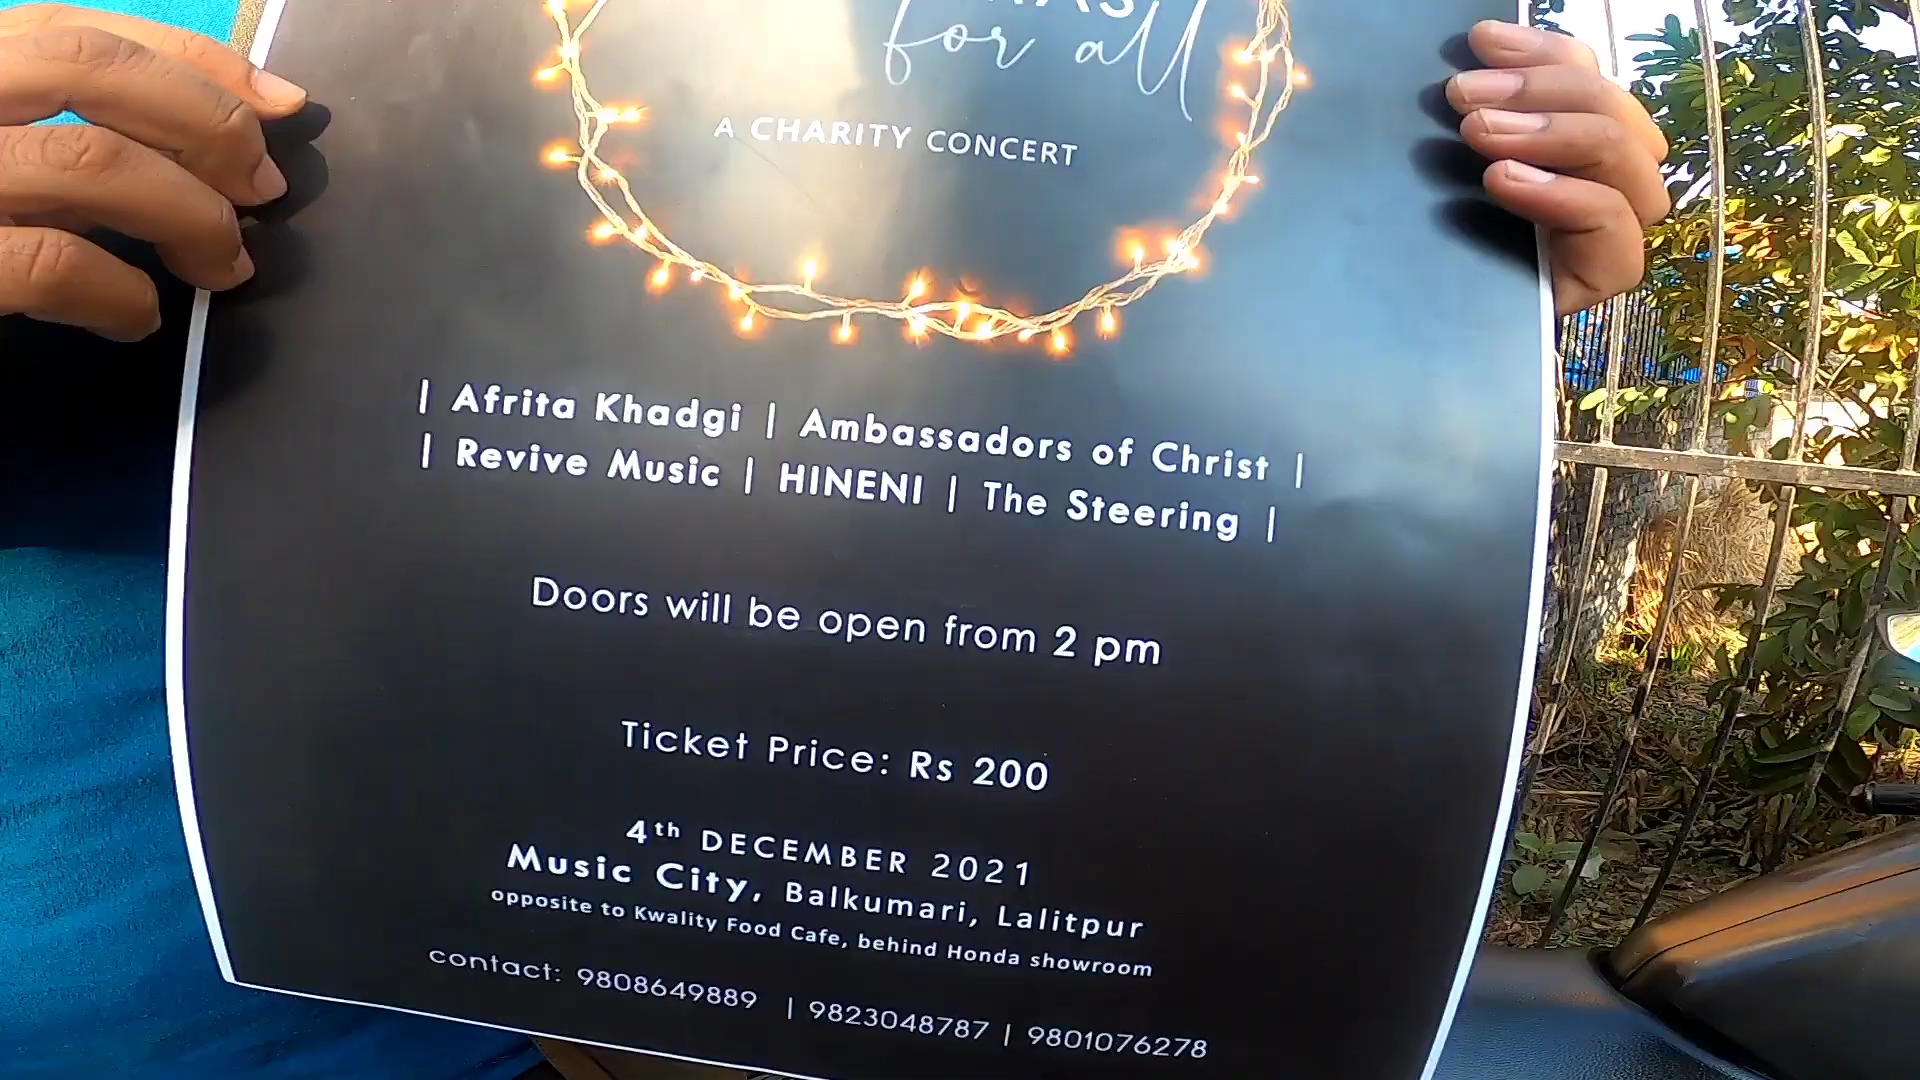 for all
A CHARITY CONCERT
| Afrita Khadgi | Ambassadors of Christ |
| Revive Music | HINENI | The Steering |
Doors will be open from 2 pm
Ticket Price: Rs 200
4th DECEMBER 2021
Music City, Balkumari, Lalitpur
opposite to Kwality Food Cafe, behind Honda showroom
contact: 9808649889 | 9823048787 | 9801076278